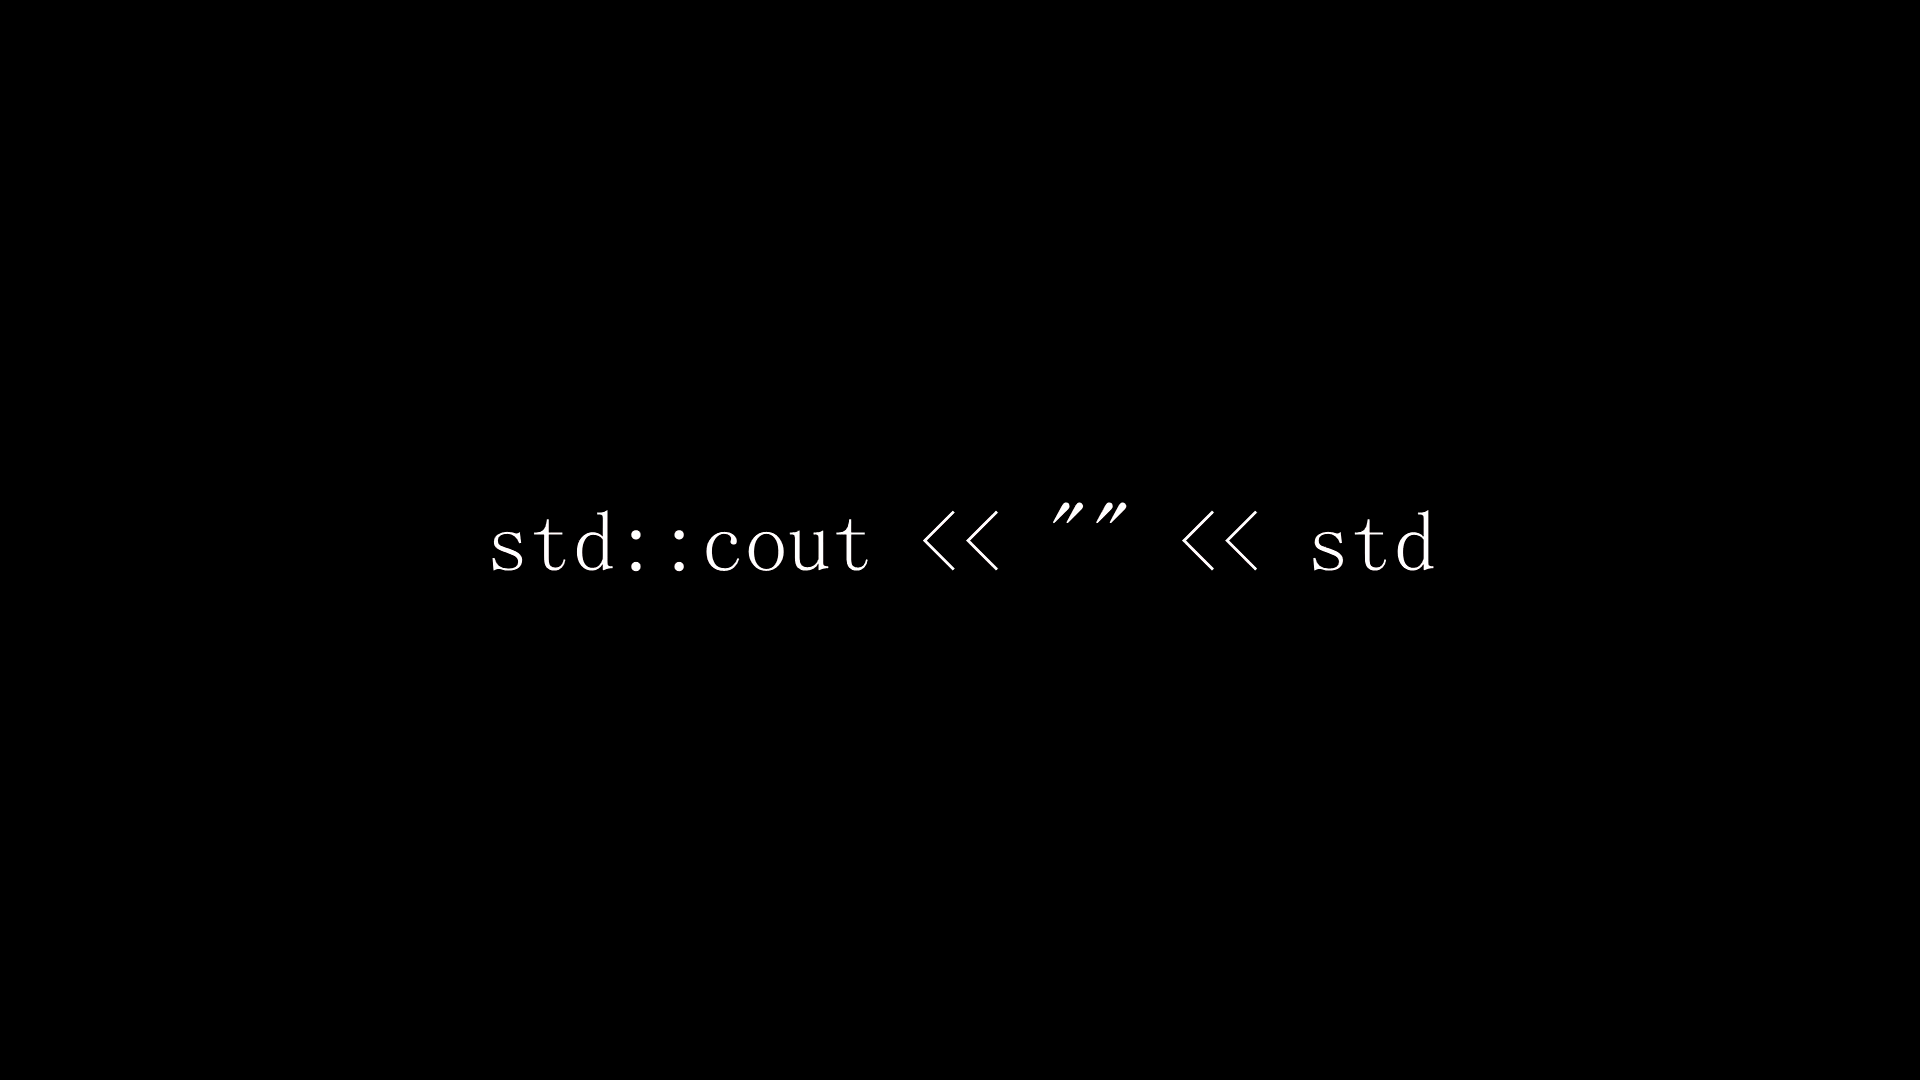 std::cout << "" << std